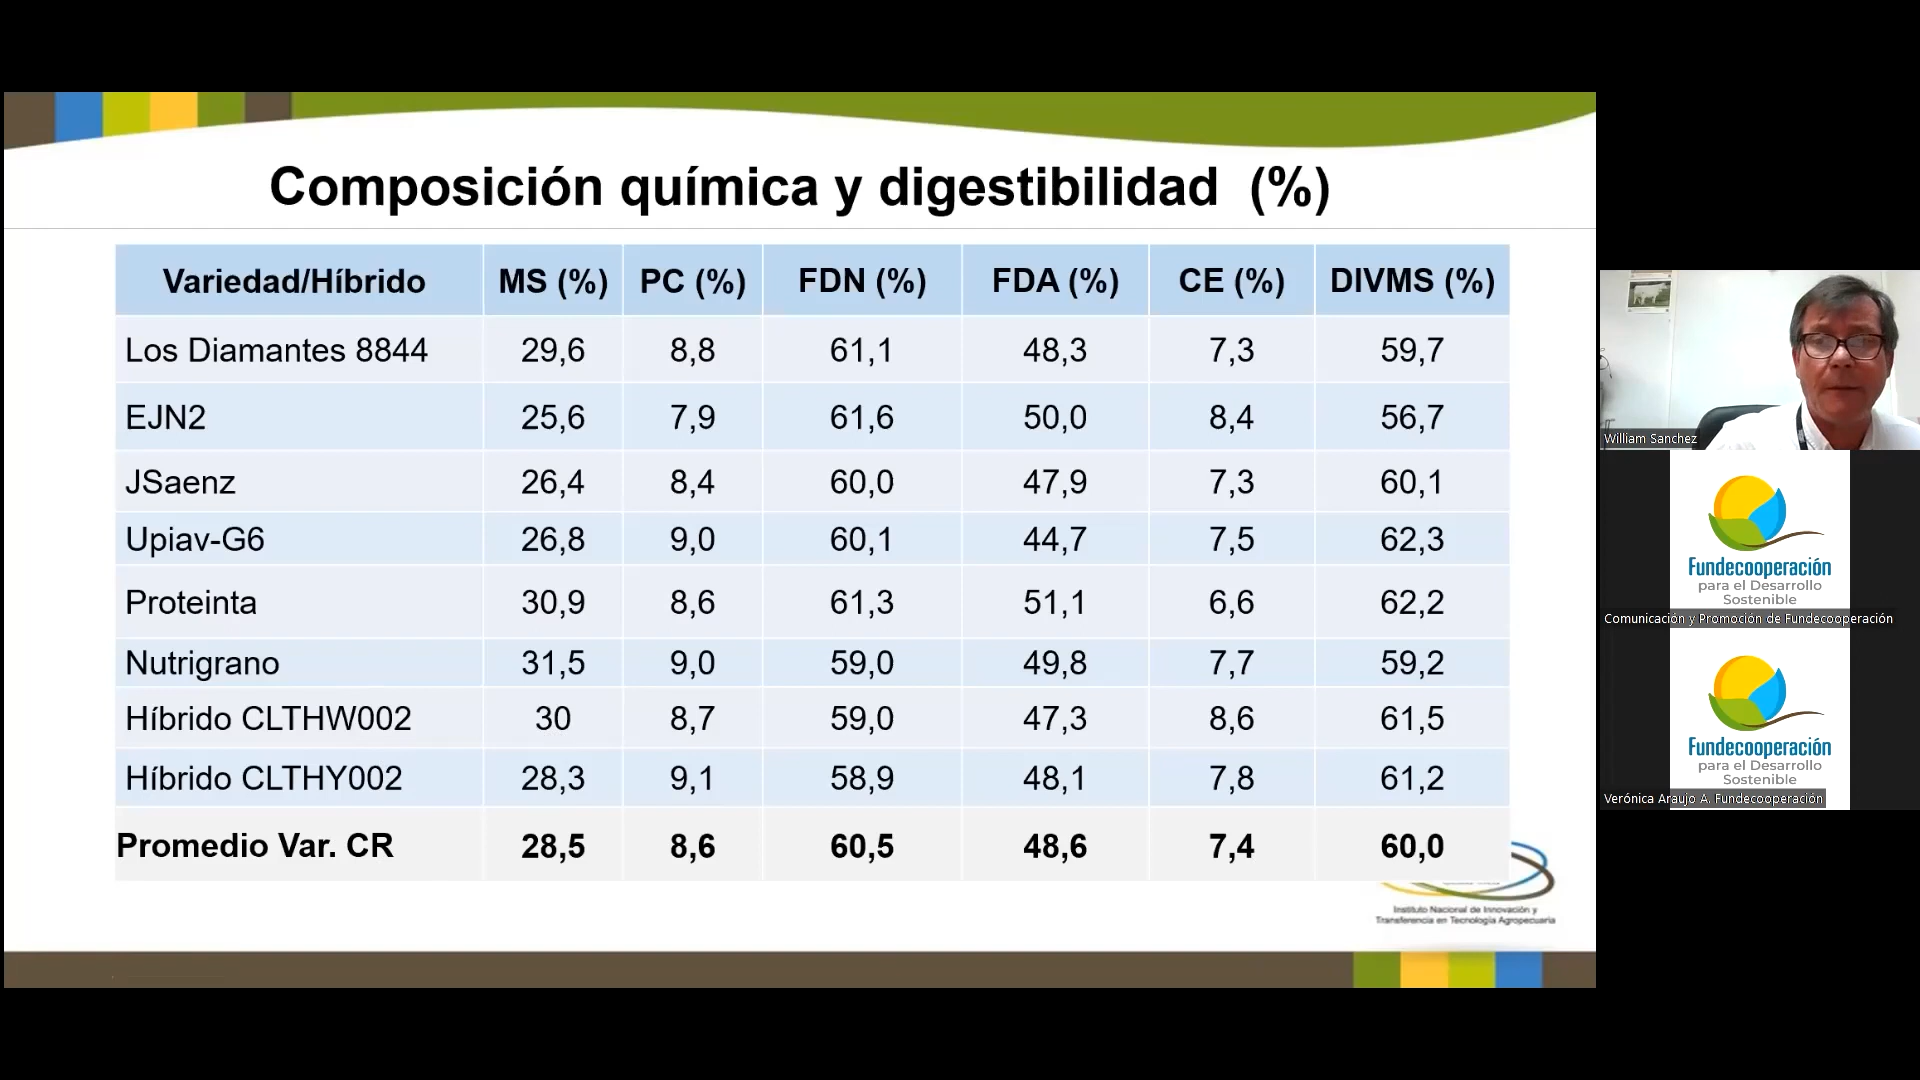 Composición química y digestibilidad (%)
Variedad/Híbrido MS (%) PC (%) FDN (%) FDA (%) CE (%) DIVMS (%)
Los Diamantes 8844 29,6 8,8 61,1 48,3 7,3 59,7
EJN2 25,6 7,9 61,6 50,0 8,4 56,7
JSaenz 26,4 8,4 60,0 47,9 7,3 60,1
Upiav-G6 26,8 9,0 60,1 44,7 7,5 62,3
Proteinta 30,9 8,6 61,3 51,1 6,6 62,2
Nutrigrano 31,5 9,0 59,0 49,8 7,7 59,2
Híbrido CLTHW002 30 8,7 59,0 47,3 8,6 61,5
Híbrido CLTHY002 28,3 9,1 58,9 48,1 7,8 61,2
Promedio Var. CR 28,5 8,6 60,5 48,6 7,4 60,0
Instituto Nacional de Innovación y
Transferencia en Tecnología Agropecuaria
William Sanchez
Fundecooperación
para el Desarrollo
Sostenible
Comunicación y Promoción de Fundecooperación
Fundecooperación
para el Desarrollo
Sostenible
Verónica Araujo A. Fundecooperación